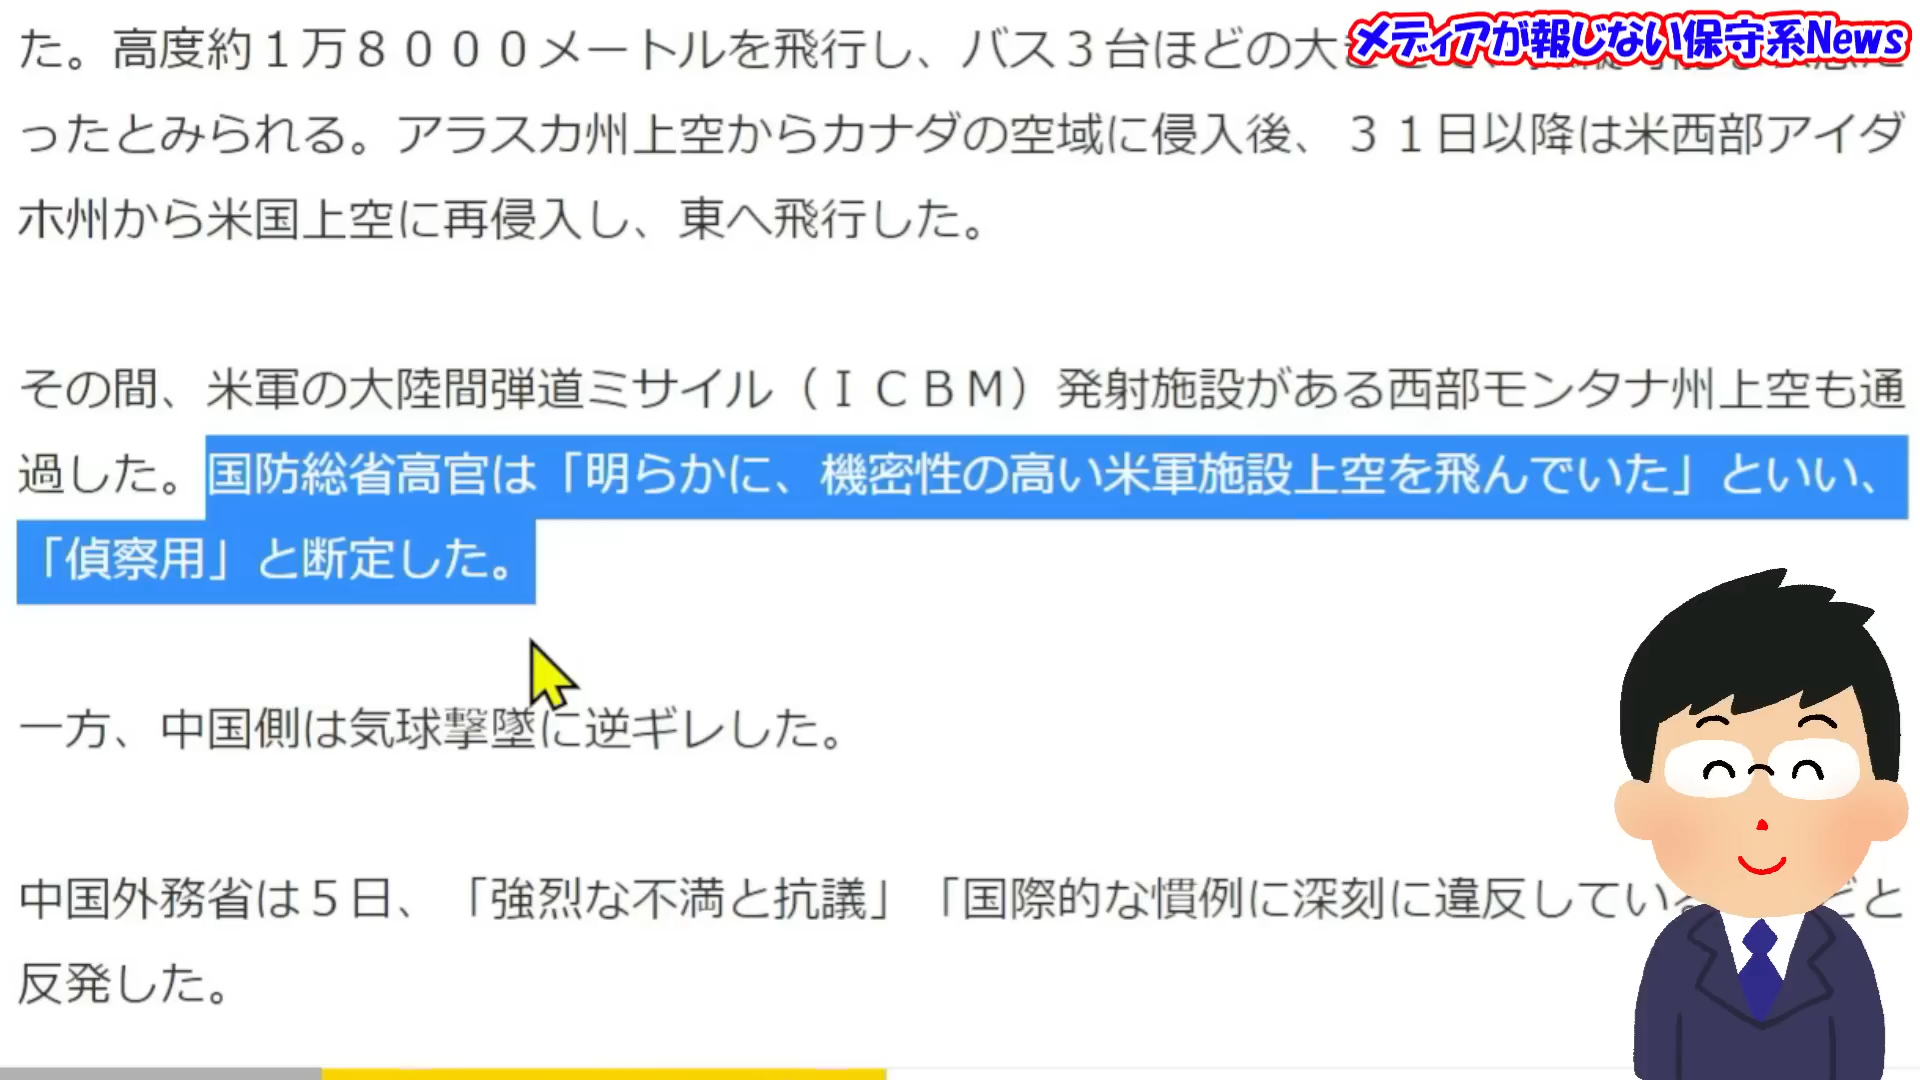 た。高度約１万８０００メートルを飛行し、バス３台ほどの大
メディアが報じない保守系News
ったとみられる。アラスカ州上空からカナダの空域に侵入後、３１日以降は米西部アイダ
ホ州から米国上空に再侵入し、東へ飛行した。
その間、米軍の大陸間弾道ミサイル（ＩＣＢＭ）発射施設がある西部モンタナ州上空も通
過した。国防総省高官は「明らかに、機密性の高い米軍施設上空を飛んでいた」といい、
「偵察用」と断定した。
一方、中国側は気球撃墜に逆ギレした。
中国外務省は５日、「強烈な不満と抗議」「国際的な慣例に深刻に違反している だと
反発した。